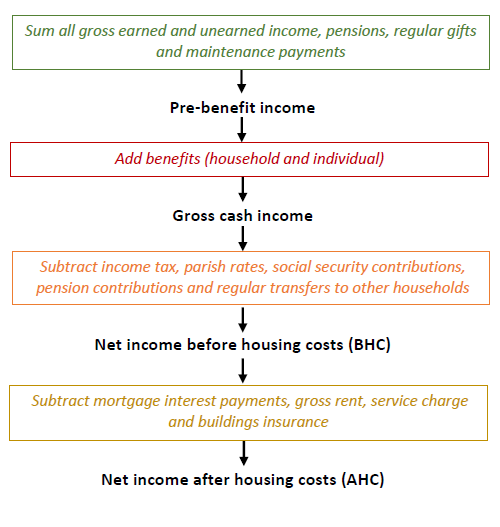 Sum all gross earned and unearned income, pensions, regular gifts
and maintenance payments
Pre-benefit income
Add benefits (household and individual)
Gross cash income
Subtract income tax, parish rates, social security contributions,
pension contributions and regular transfers to other households
Net income before housing costs (BHC)
Subtract mortgage interest payments, gross rent, service charge
and buildings insurance
Net income after housing costs (AHC)